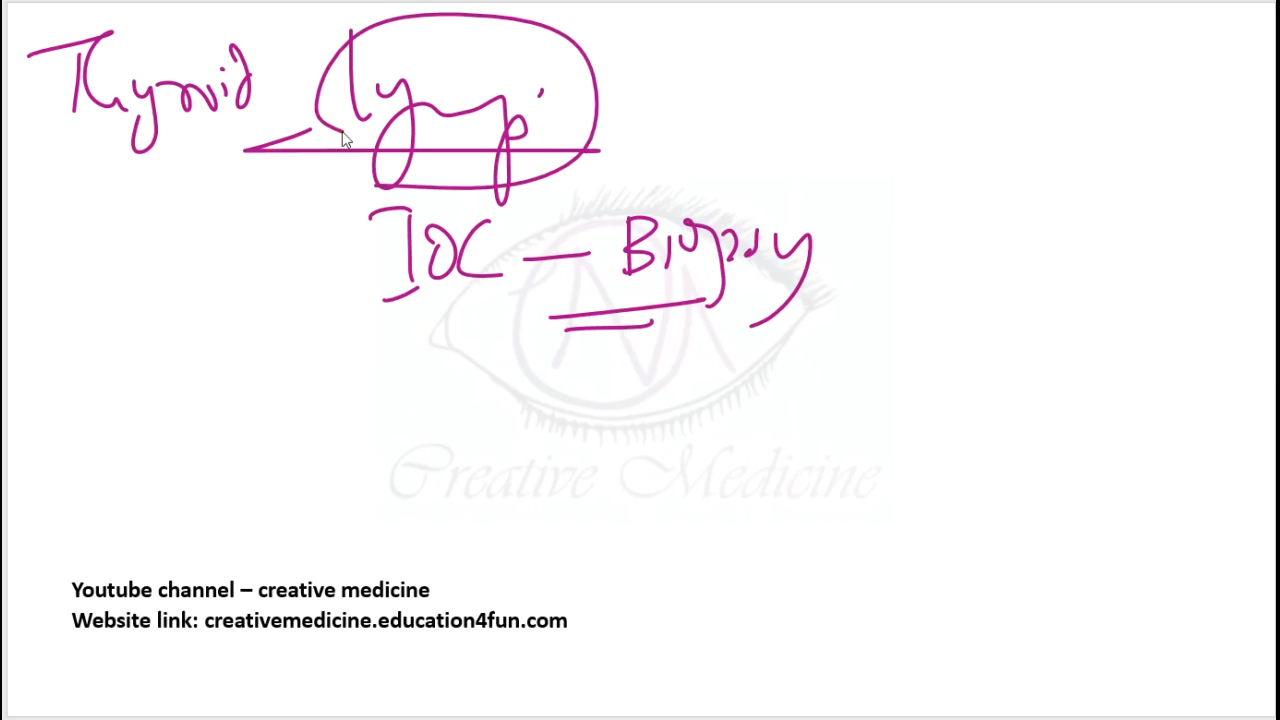 Thyroid lymp.
IOC — Biopsy
Creative Medicine
Youtube channel – creative medicine
Website link: creativemedicine.education4fun.com